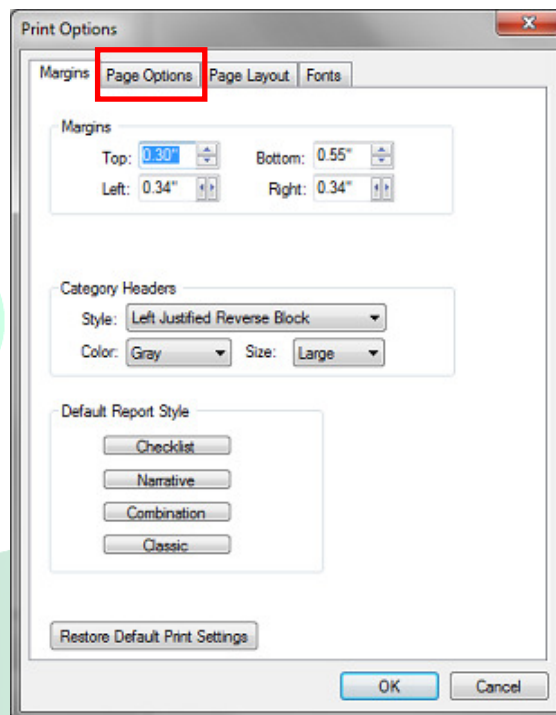 Print Options
Margins Page Options Page Layout Fonts
Margins
Top: 0.30" Bottom: 0.55"
Left: 0.34" Right: 0.34"
Category Headers
Style: Left Justified Reverse Block
Color: Gray Size: Large
Default Report Style
Checklist
Narrative
Combination
Classic
Restore Default Print Settings
OK Cancel